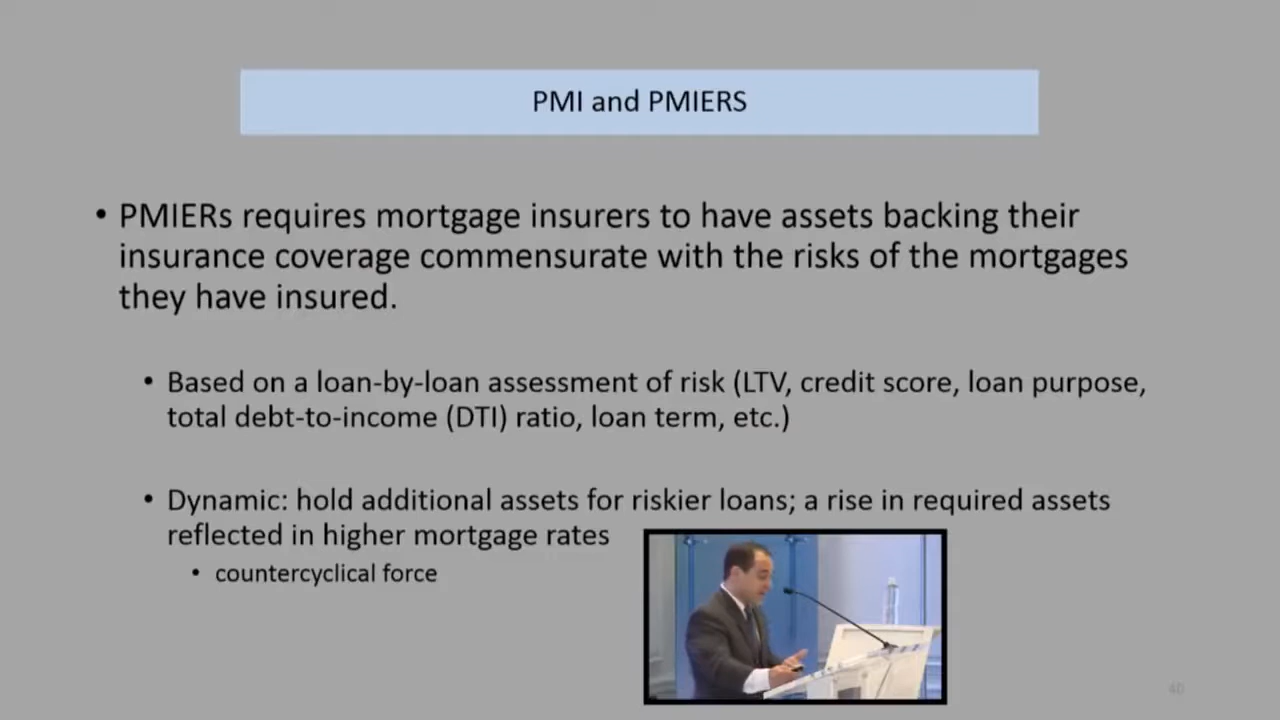 PMI and PMIERS
• PMIERs requires mortgage insurers to have assets backing their
insurance coverage commensurate with the risks of the mortgages
they have insured.
• Based on a loan-by-loan assessment of risk (LTV, credit score, loan purpose,
total debt-to-income (DTI) ratio, loan term, etc.)
• Dynamic: hold additional assets for riskier loans; a rise in required assets
reflected in higher mortgage rates
• countercyclical force
40